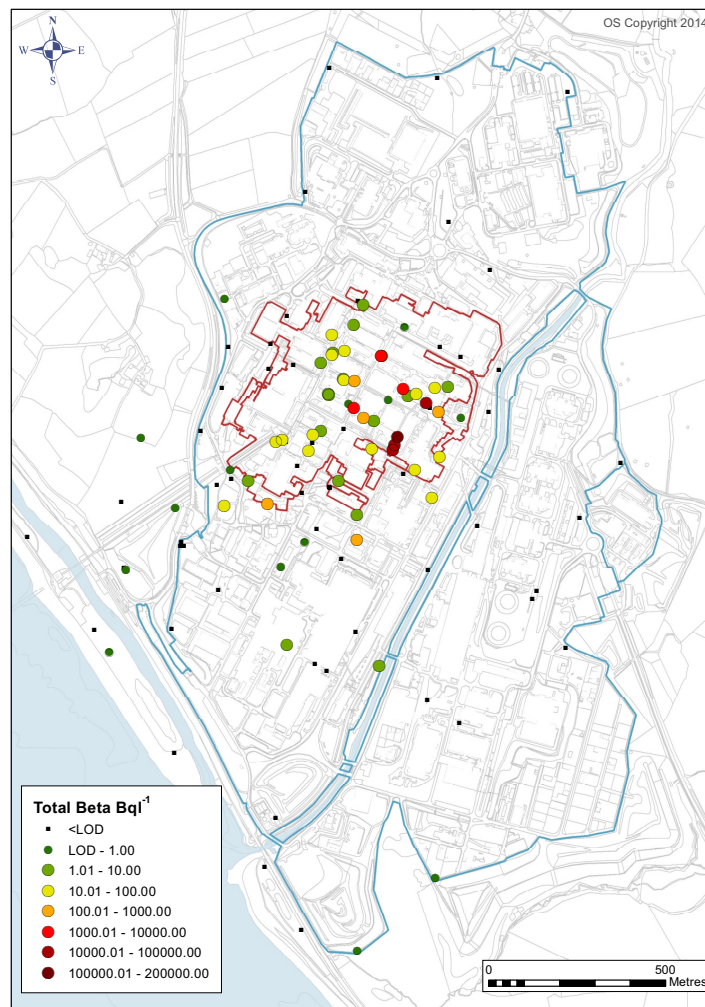 OS Copyright 2014
N
W E
S
Total Beta Bql-1
<LOD
LOD - 1.00
1.01 - 10.00
10.01 - 100.00
100.01 - 1000.00
1000.01 - 10000.00
10000.01 - 100000.00
100000.01 - 200000.00
0 500
Metres